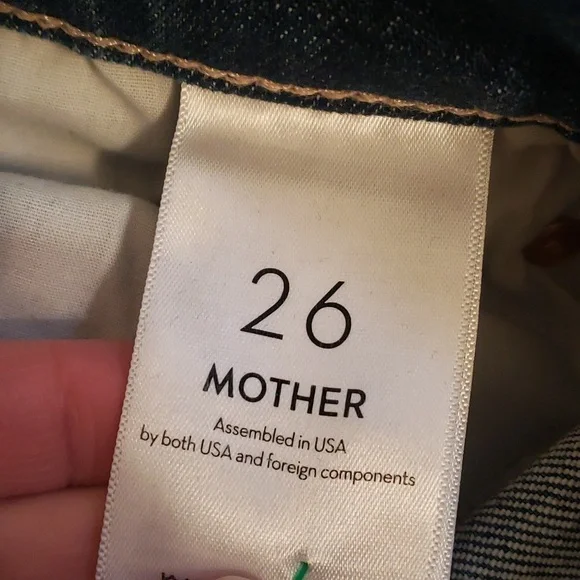 26
MOTHER
Assembled in USA
by both USA and foreign components